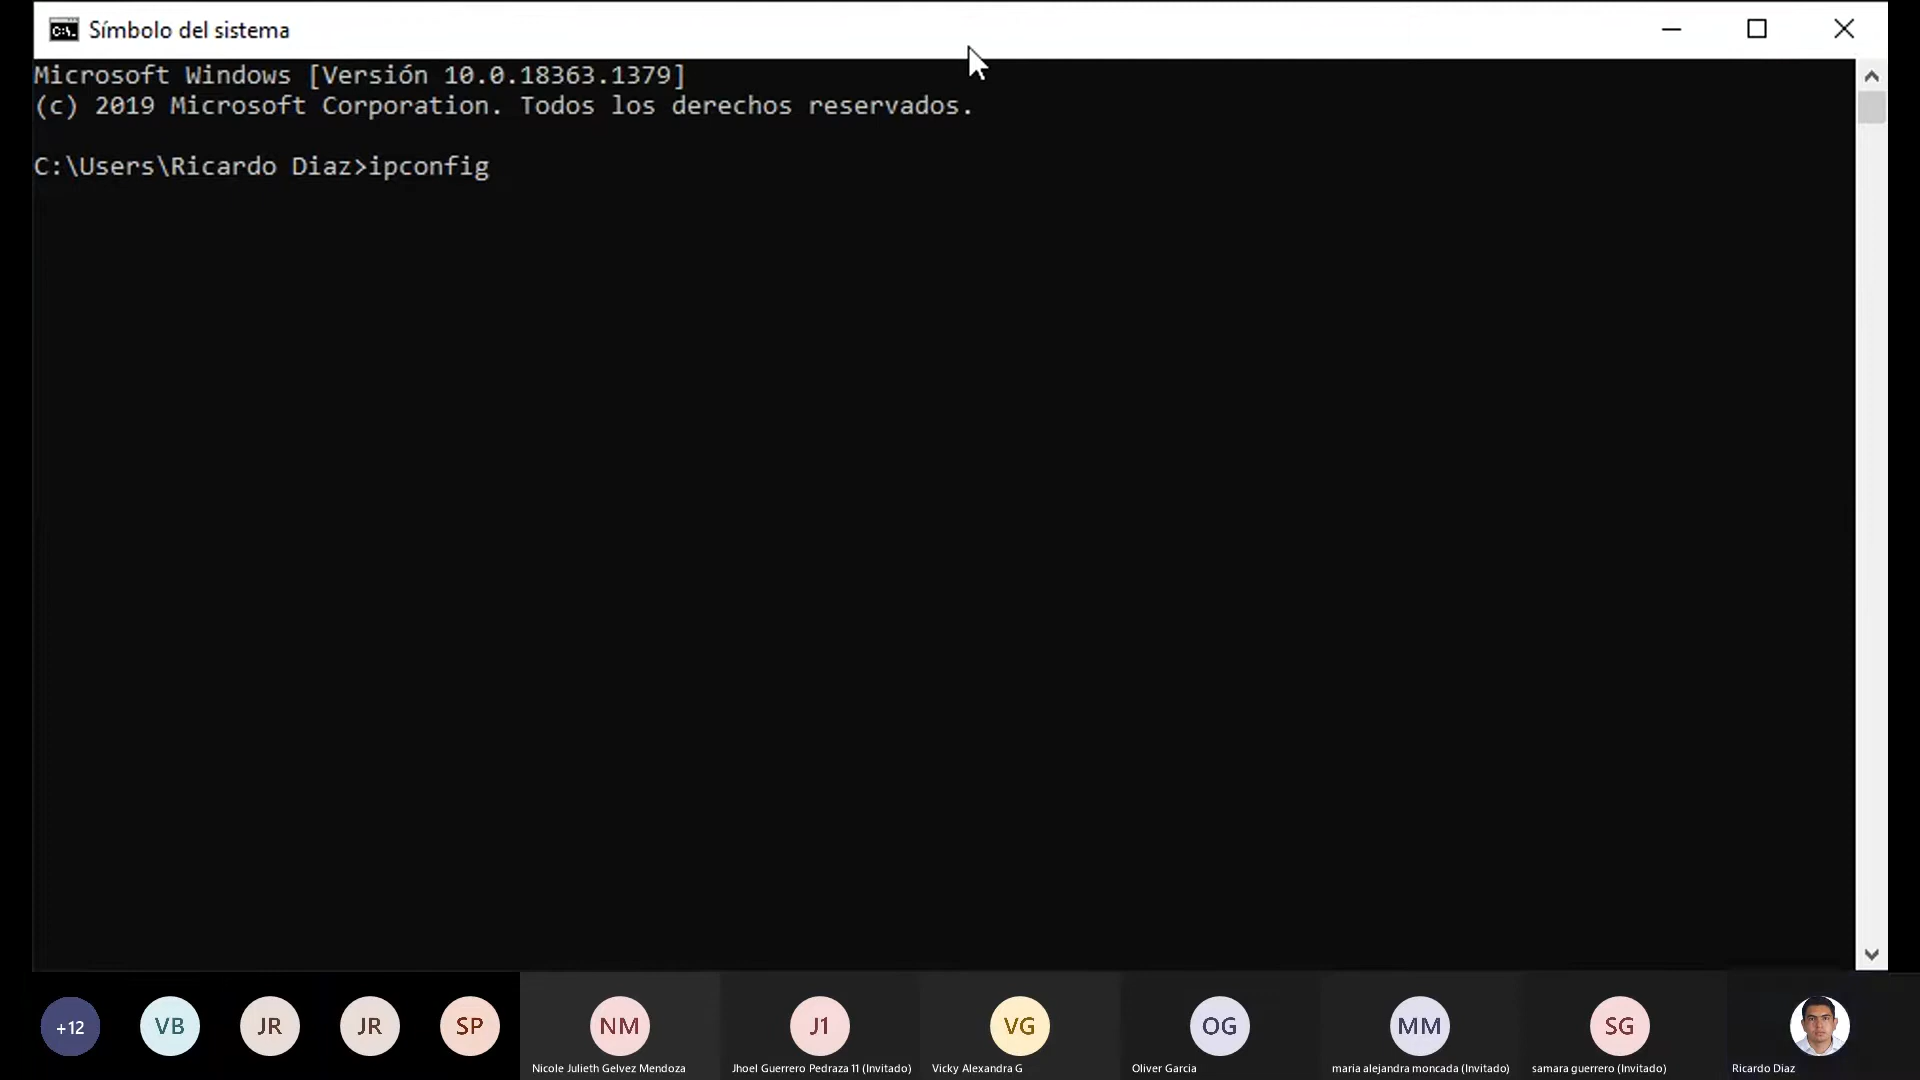 Símbolo del sistema
Microsoft Windows [Versión 10.0.18363.1379]
(c) 2019 Microsoft Corporation. Todos los derechos reservados.
C:\Users\Ricardo Diaz>ipconfig
+12
VB
JR
JR
SP
NM
J1
VG
OG
MM
SG
Nicole Julieth Gelvez Mendoza
Jhoel Guerrero Pedraza 11 (Invitado)
Vicky Alexandra G
Oliver Garcia
maria alejandra moncada (Invitado)
samara guerrero (Invitado)
Ricardo Diaz